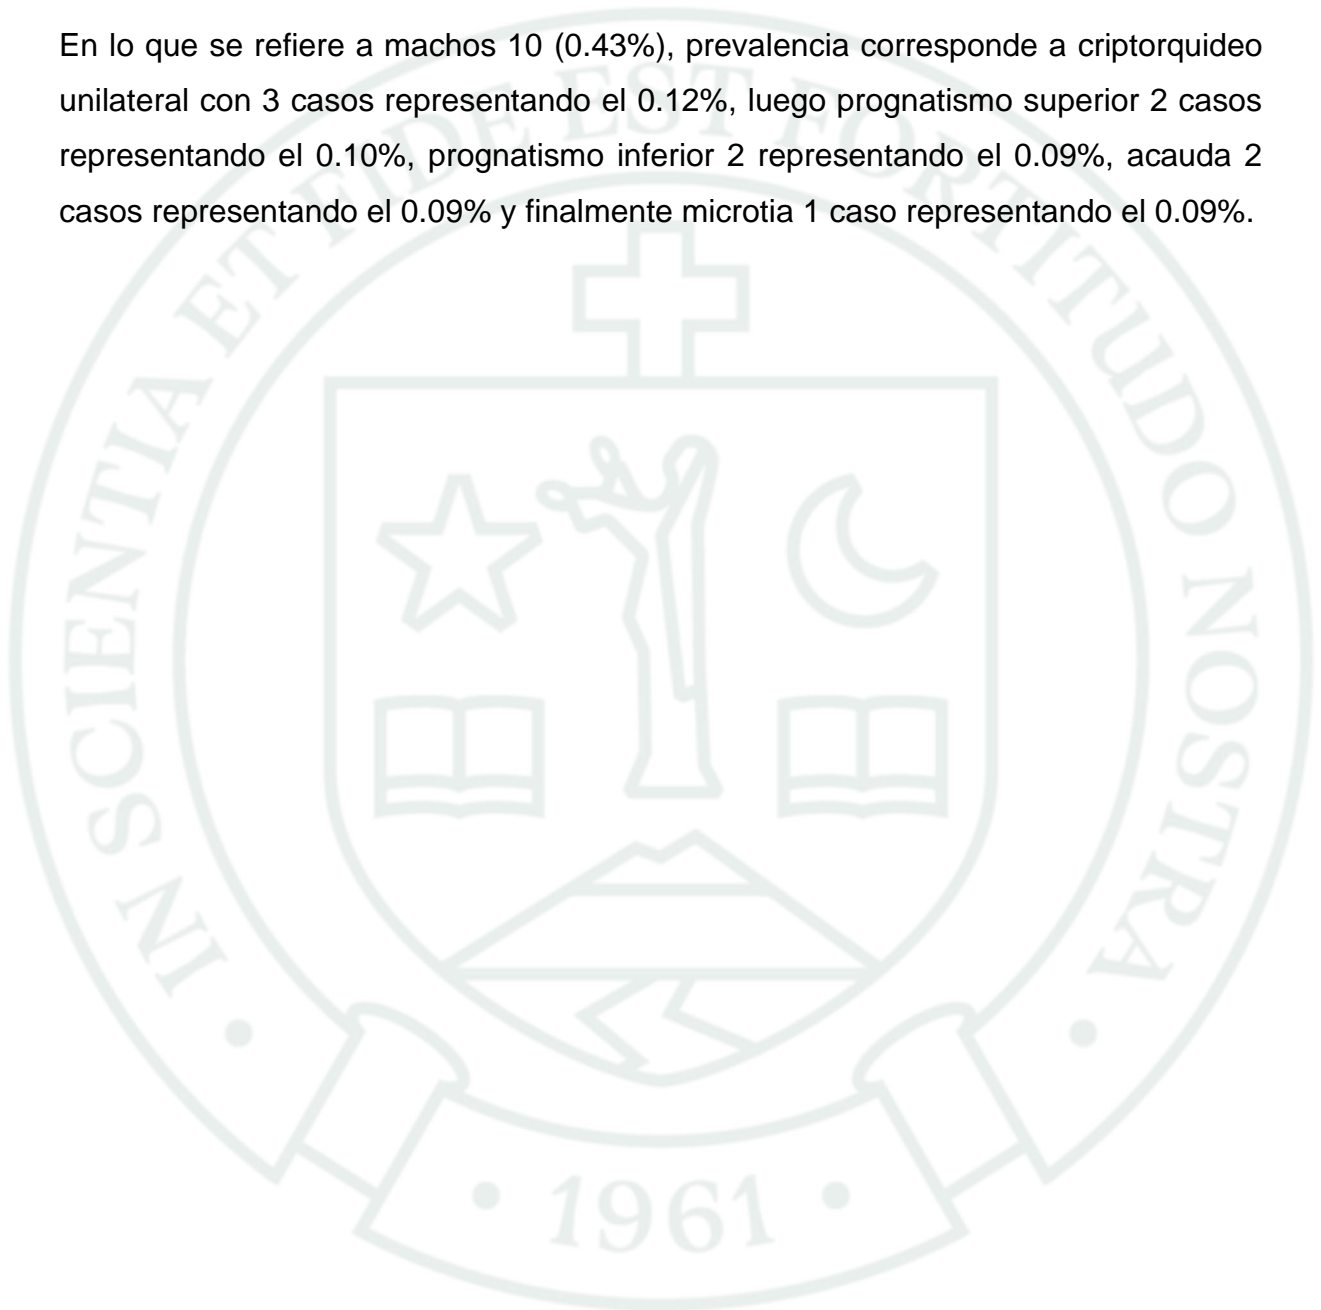 En lo que se refiere a machos 10 (0.43%), prevalencia corresponde a criptorquideo
unilateral con 3 casos representando el 0.12%, luego prognatismo superior 2 casos
representando el 0.10%, prognatismo inferior 2 representando el 0.09%, acauda 2
casos representando el 0.09% y finalmente microtia 1 caso representando el 0.09%.
• IN SCIENTIA ET FIDE EST FORTITUDO NOSTRA •
• 1961 •